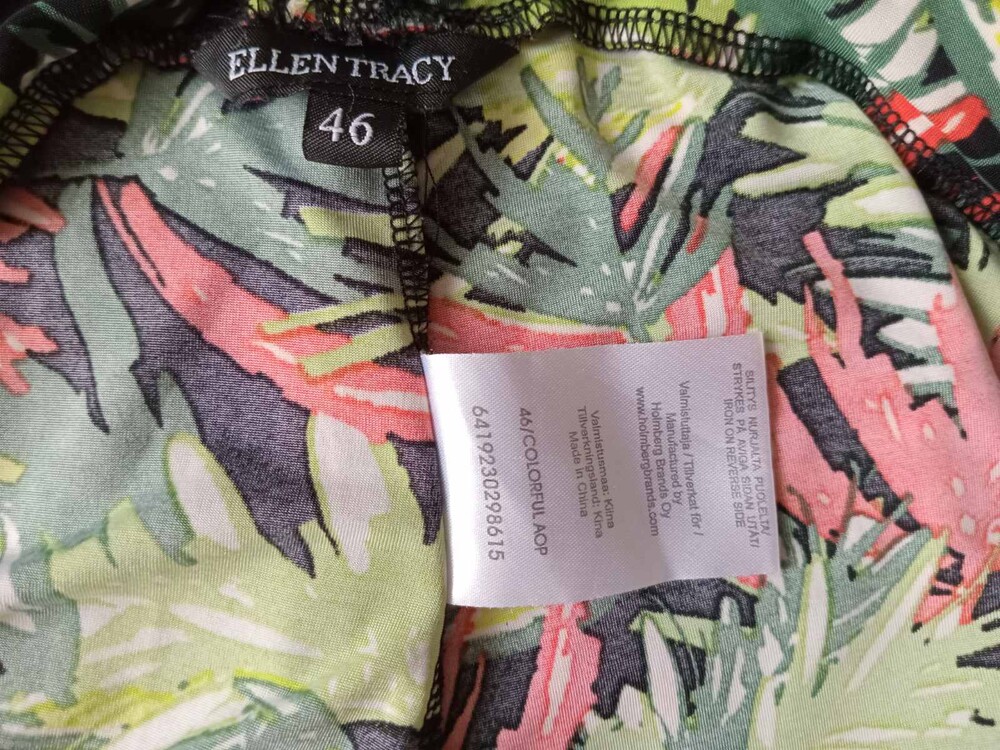 ELLEN TRACY
46
SILITYS NURJALTA PUOLELTA/
STRYKES PÅ AVIGA SIDAN UTÅT/
IRON ON REVERSE SIDE
Valmistuttaja / Tillverkat för /
Manufactured by
Holmberg Brands Oy
www.holmbergbrands.com
Valmistusmaa: Kiina
Tillverkningsland: Kina
Made in China
46/COLORFUL AOP
6419230298615